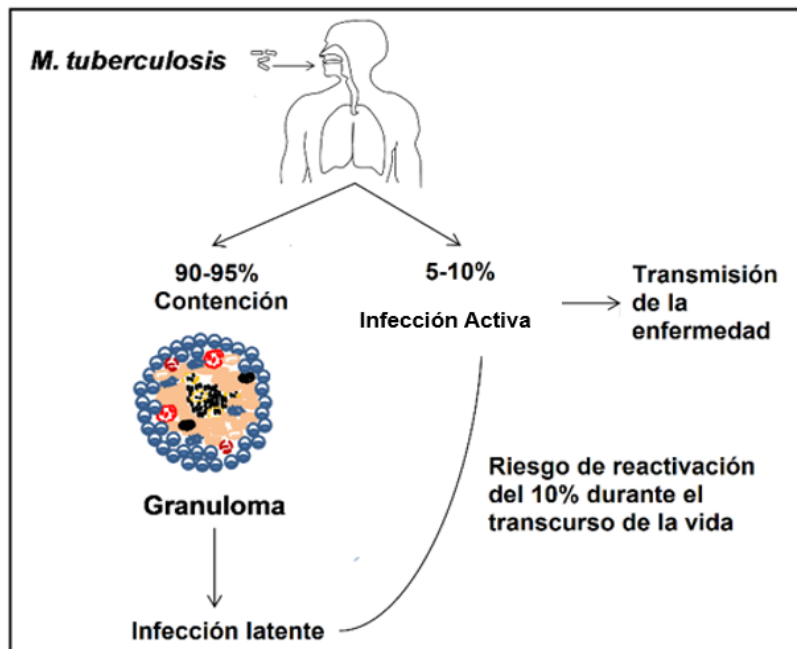 M. tuberculosis
90-95%
Contención
5-10%
Infección Activa
Transmisión
de la
enfermedad
Granuloma
Riesgo de reactivación
del 10% durante el
transcurso de la vida
Infección latente